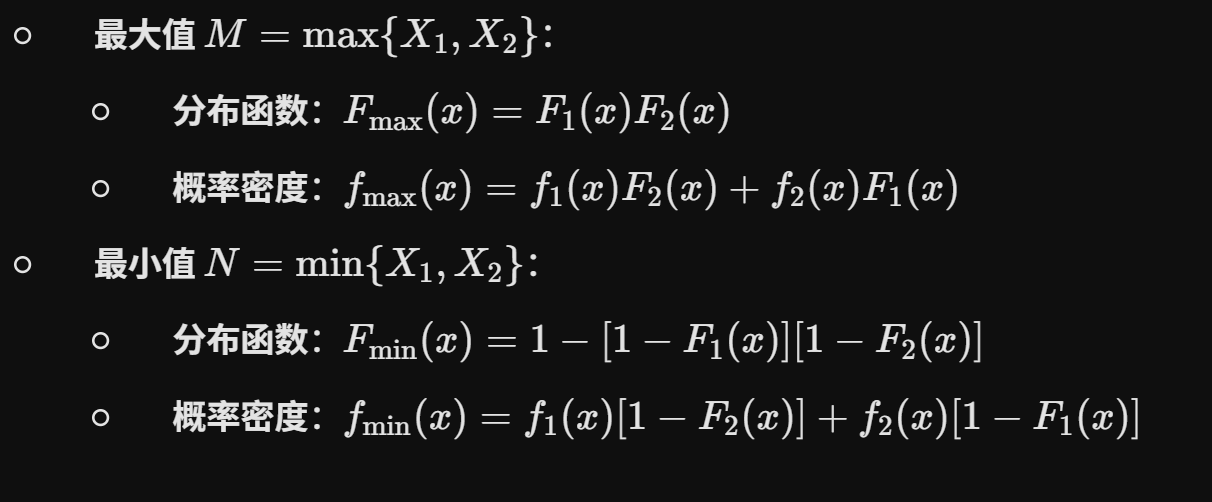 最大值 M = max{X₁, X₂}：
分布函数：F_max(x) = F₁(x)F₂(x)
概率密度：f_max(x) = f₁(x)F₂(x) + f₂(x)F₁(x)
最小值 N = min{X₁, X₂}：
分布函数：F_min(x) = 1 − [1 − F₁(x)][1 − F₂(x)]
概率密度：f_min(x) = f₁(x)[1 − F₂(x)] + f₂(x)[1 − F₁(x)]